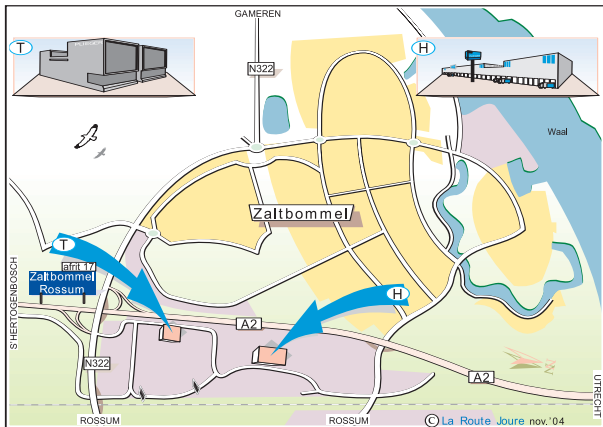 GAMEREN
T
H
N322
Waal
Zaltbommel
T
afrit 17
Zaltbommel
Rossum
H
A2
S'HERTOGENBOSCH
N322
A2
UTRECHT
ROSSUM
ROSSUM
© La Route Joure nov.'04